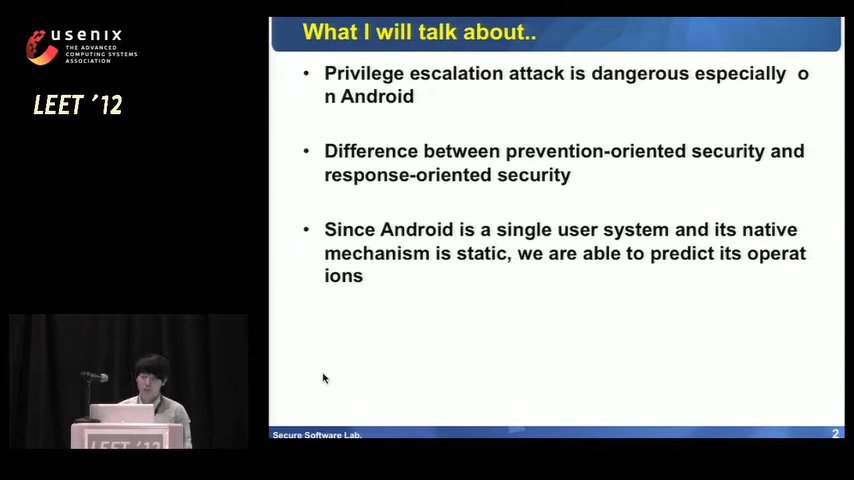 usenix
THE ADVANCED
COMPUTING SYSTEMS
ASSOCIATION
LEET ’12
What I will talk about..
• Privilege escalation attack is dangerous especially o
n Android
• Difference between prevention-oriented security and
response-oriented security
• Since Android is a single user system and its native
mechanism is static, we are able to predict its operat
ions
LEET '12
Secure Software Lab.
2